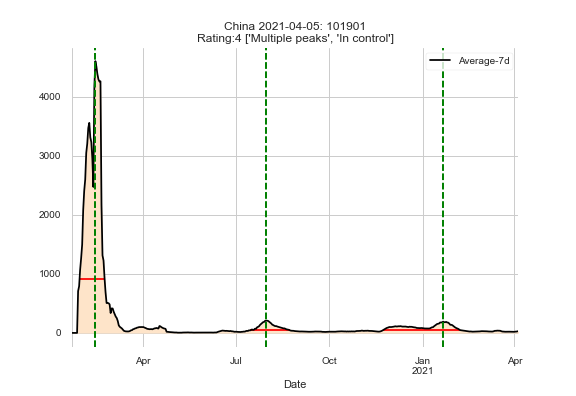 China 2021-04-05: 101901
Rating:4 ['Multiple peaks', 'In control']
Average-7d
4000
3000
2000
1000
0
Apr
Jul
Oct
Jan
2021
Apr
Date